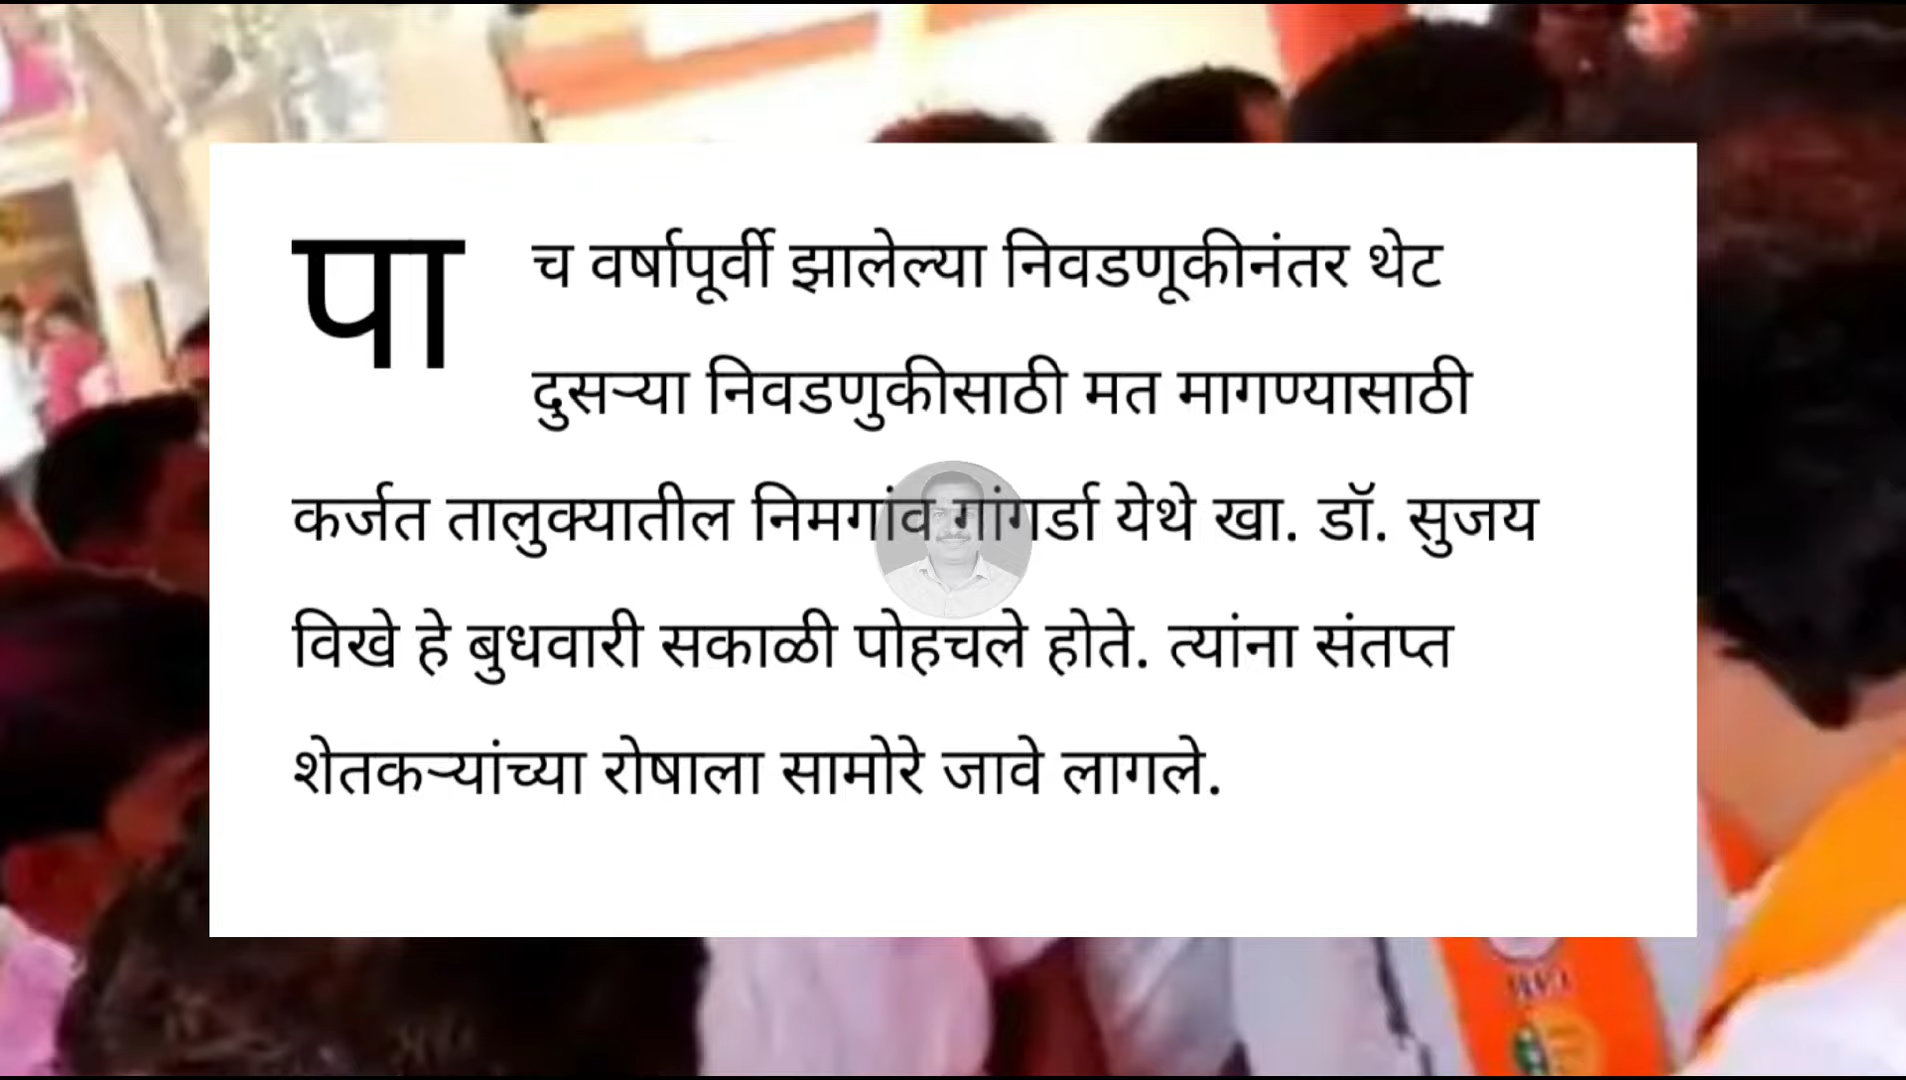 पाच वर्षापूर्वी झालेल्या निवडणूकीनंतर थेट
दुसऱ्या निवडणुकीसाठी मत मागण्यासाठी
कर्जत तालुक्यातील निमगांव गांगर्डा येथे खा. डॉ. सुजय
विखे हे बुधवारी सकाळी पोहचले होते. त्यांना संतप्त
शेतकऱ्यांच्या रोषाला सामोरे जावे लागले.